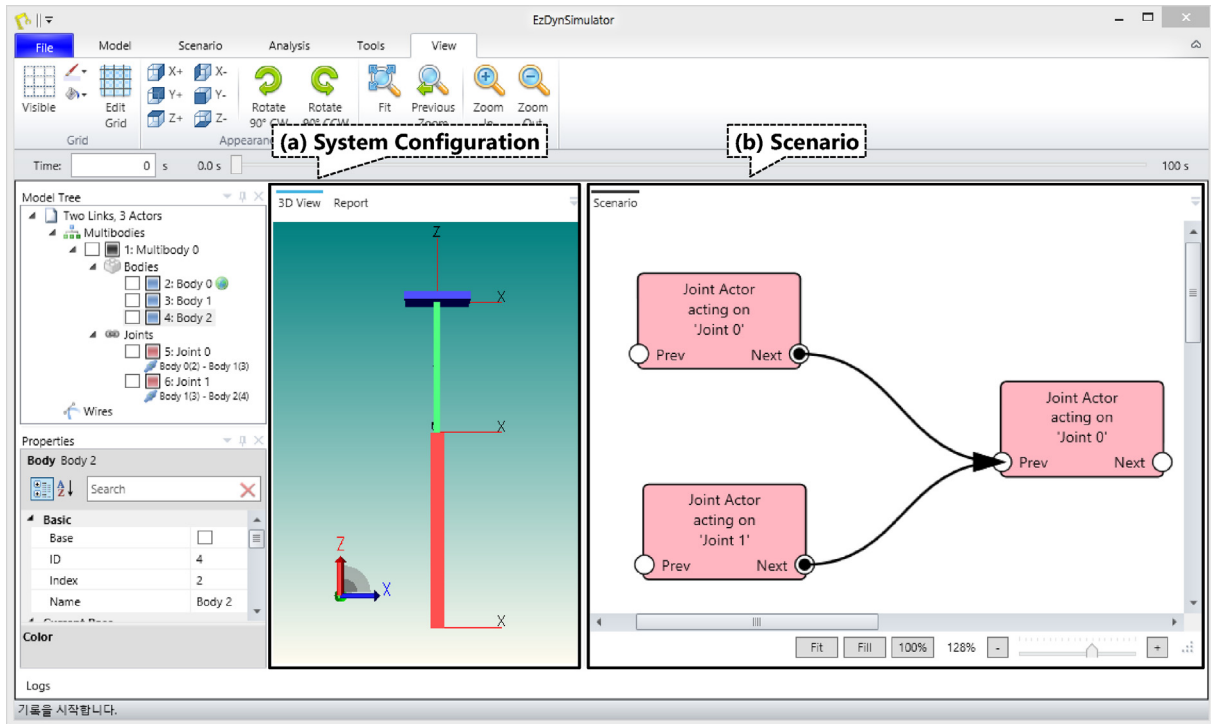 EzDynSimulator
File Model Scenario Analysis Tools View
X+ X-
Y+ Y-
Z+ Z-
Visible
Edit
Grid
Rotate
90° CW
Rotate
90° CCW
Fit
Previous
Zoom
Zoom
In
Zoom
Out
Grid
Appearan
(a) System Configuration
(b) Scenario
Time: 0 s 0.0 s 100 s
Model Tree
Two Links, 3 Actors
Multibodies
1: Multibody 0
Bodies
2: Body 0
3: Body 1
4: Body 2
Joints
5: Joint 0
Body 0(2) - Body 1(3)
6: Joint 1
Body 1(3) - Body 2(4)
Wires
Properties
Body Body 2
Search
Basic
Base
ID 4
Index 2
Name Body 2
Color
3D View Report
Z
X
X
X
Z
X
Scenario
Joint Actor
acting on
'Joint 0'
Prev Next
Joint Actor
acting on
'Joint 1'
Prev Next
Joint Actor
acting on
'Joint 0'
Prev Next
Fit Fill 100% 128% - +
Logs
기록을 시작합니다.